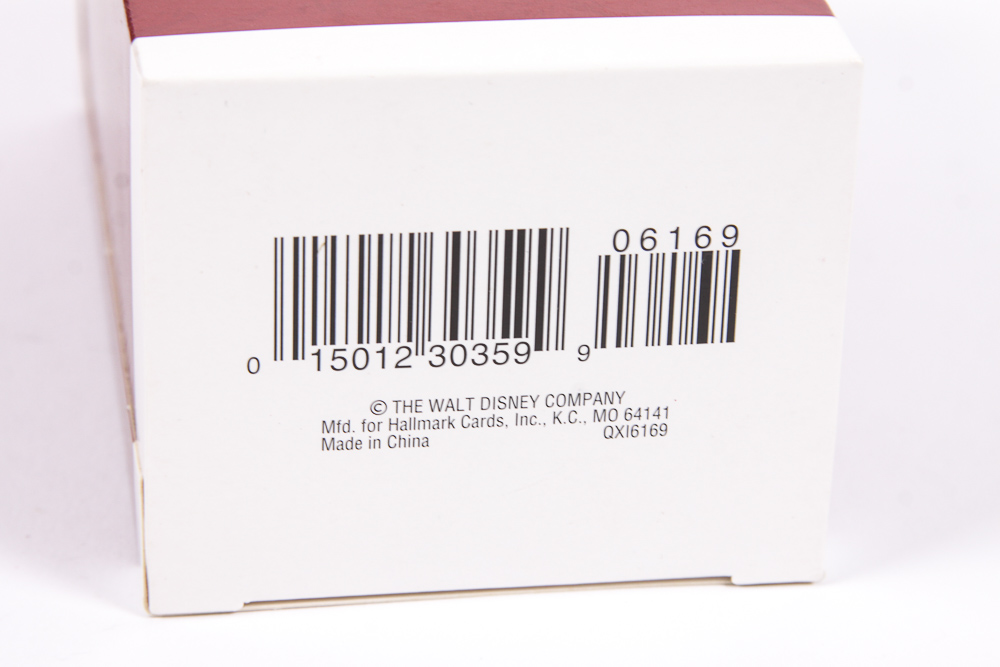 06169
0 15012 30359 9
© THE WALT DISNEY COMPANY
Mfd. for Hallmark Cards, Inc., K.C., MO 64141
Made in China QXI6169